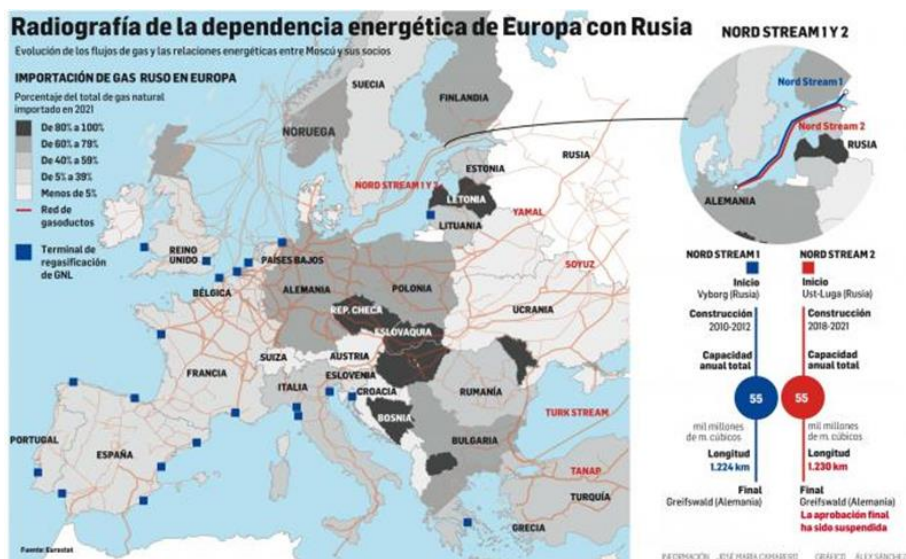 Radiografía de la dependencia energética de Europa con Rusia
Evolución de los flujos de gas y las relaciones energéticas entre Moscú y sus socios
IMPORTACIÓN DE GAS RUSO EN EUROPA
Porcentaje del total de gas natural
importado en 2021
De 80% a 100%
De 60% a 79%
De 40% a 59%
De 5% a 39%
Menos de 5%
Red de
gasoductos
Terminal de
regasificación
de GNL
SUECIA
FINLANDIA
NORUEGA
RUSIA
ESTONIA
NORD STREAM 1 Y 2
LETONIA
LITUANIA
YAMAL
REINO
UNIDO
PAÍSES BAJOS
SOYUZ
BÉLGICA
ALEMANIA
POLONIA
REP. CHECA
UCRANIA
ESLOVAQUIA
SUIZA
AUSTRIA
FRANCIA
ESLOVENIA
ITALIA
CROACIA
RUMANÍA
BOSNIA
TURK STREAM
PORTUGAL
ESPAÑA
BULGARIA
TANAP
TURQUÍA
GRECIA
Fuente: Eurostat
NORD STREAM 1 Y 2
Nord Stream 1
Nord Stream 2
RUSIA
ALEMANIA
NORD STREAM 1
Inicio
Vyborg (Rusia)
Construcción
2010-2012
Capacidad
anual total
55
mil millones
de m. cúbicos
Longitud
1.224 km
Final
Greifswald (Alemania)
NORD STREAM 2
Inicio
Ust-Luga (Rusia)
Construcción
2018-2021
Capacidad
anual total
55
mil millones
de m. cúbicos
Longitud
1.230 km
Final
Greifswald (Alemania)
La aprobación final
ha sido suspendida